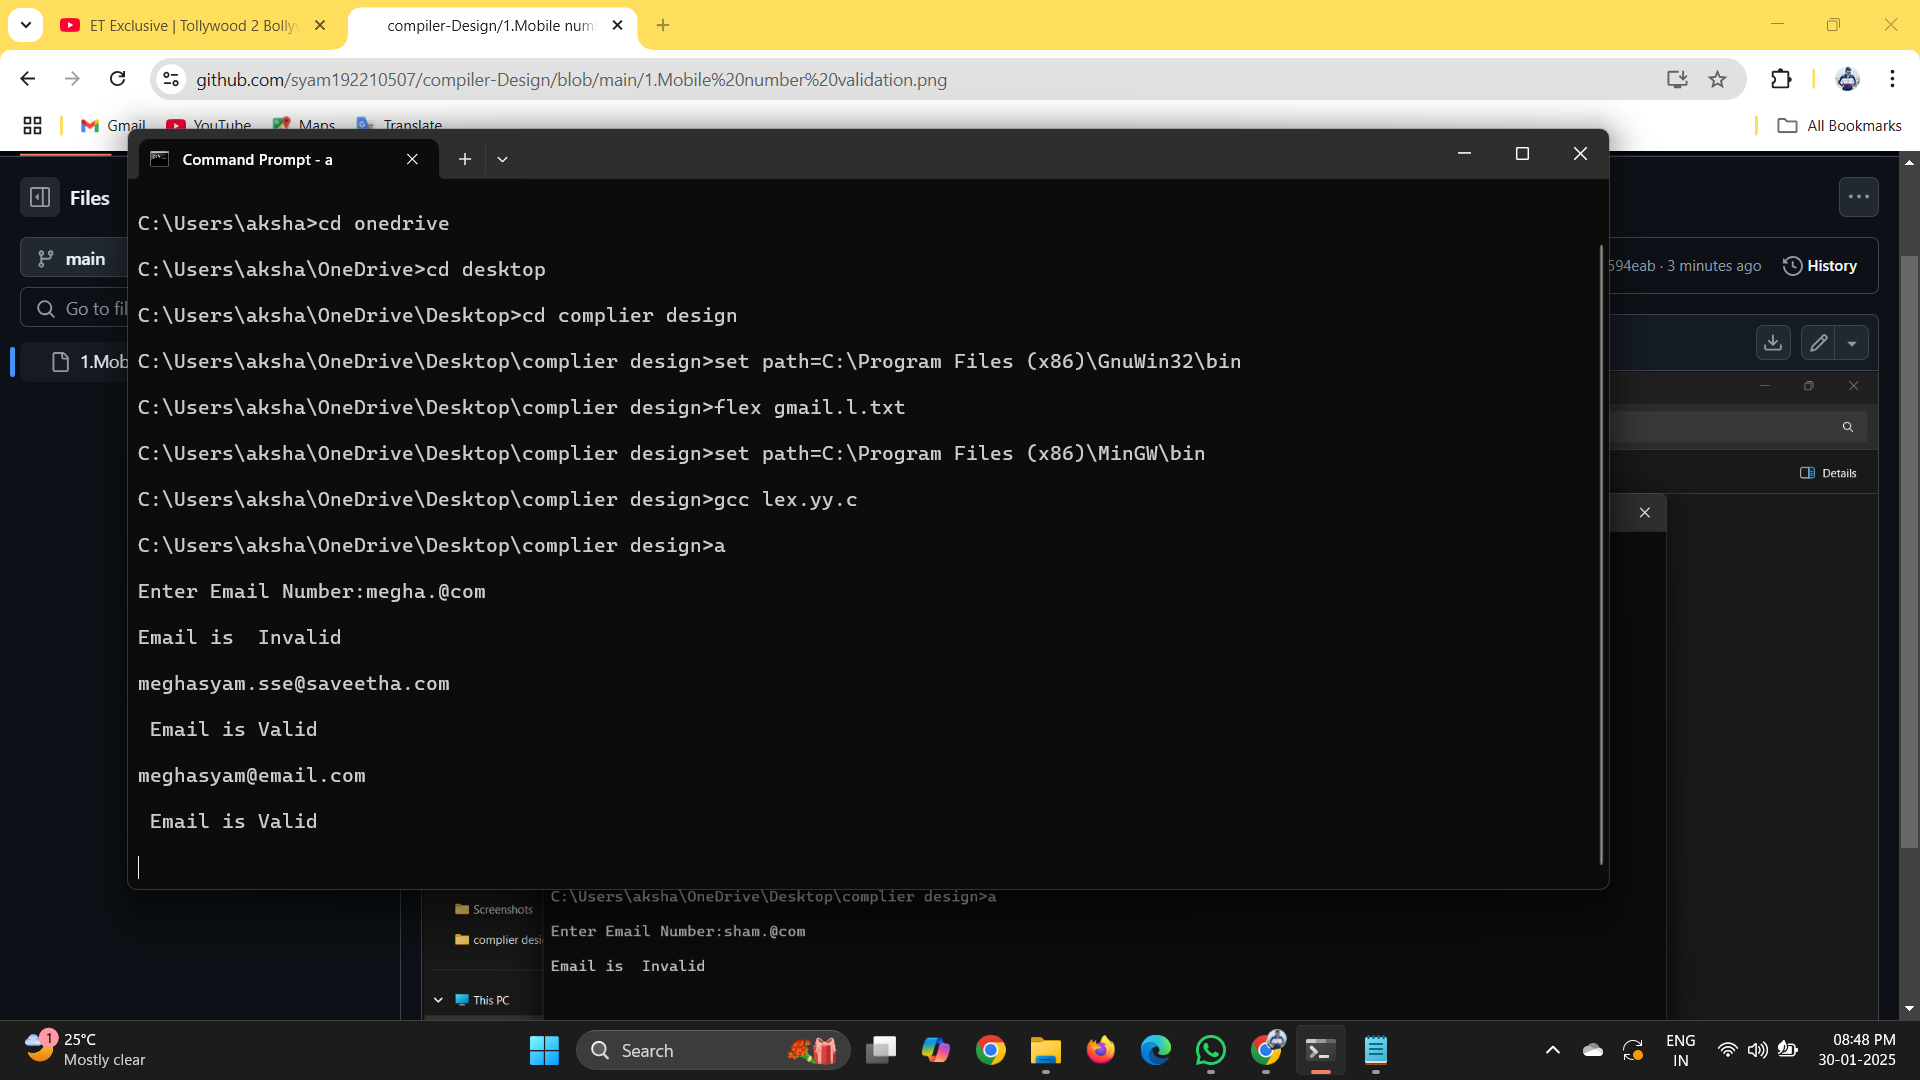 ET Exclusive | Tollywood 2 Bolly
compiler-Design/1.Mobile num
github.com/syam192210507/compiler-Design/blob/main/1.Mobile%20number%20validation.png
Gmail
YouTube
Maps
Translate
All Bookmarks
Command Prompt - a
Files
main
Go to fil
1.Mob
594eab · 3 minutes ago
History
Details
C:\Users\aksha>cd onedrive
C:\Users\aksha\OneDrive>cd desktop
C:\Users\aksha\OneDrive\Desktop>cd complier design
C:\Users\aksha\OneDrive\Desktop\complier design>set path=C:\Program Files (x86)\GnuWin32\bin
C:\Users\aksha\OneDrive\Desktop\complier design>flex gmail.l.txt
C:\Users\aksha\OneDrive\Desktop\complier design>set path=C:\Program Files (x86)\MinGW\bin
C:\Users\aksha\OneDrive\Desktop\complier design>gcc lex.yy.c
C:\Users\aksha\OneDrive\Desktop\complier design>a
Enter Email Number:megha.@com
Email is  Invalid
meghasyam.sse@saveetha.com
 Email is Valid
meghasyam@email.com
 Email is Valid
C:\Users\aksha\OneDrive\Desktop\complier design>a
Screenshots
Enter Email Number:sham.@com
complier desi
Email is  Invalid
This PC
1
25°C
Mostly clear
Search
ENG
IN
08:48 PM
30-01-2025